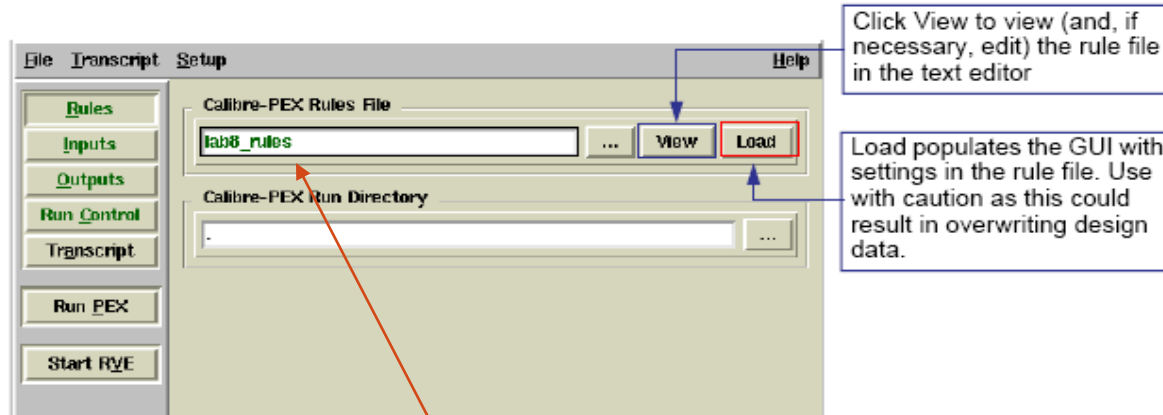 File Transcript Setup Help
Rules
Inputs
Outputs
Run Control
Transcript
Run PEX
Start RVE
Calibre-PEX Rules File
lab8_rules ... View Load
Calibre-PEX Run Directory
. ...
Click View to view (and, if
necessary, edit) the rule file
in the text editor
Load populates the GUI with
settings in the rule file. Use
with caution as this could
result in overwriting design
data.